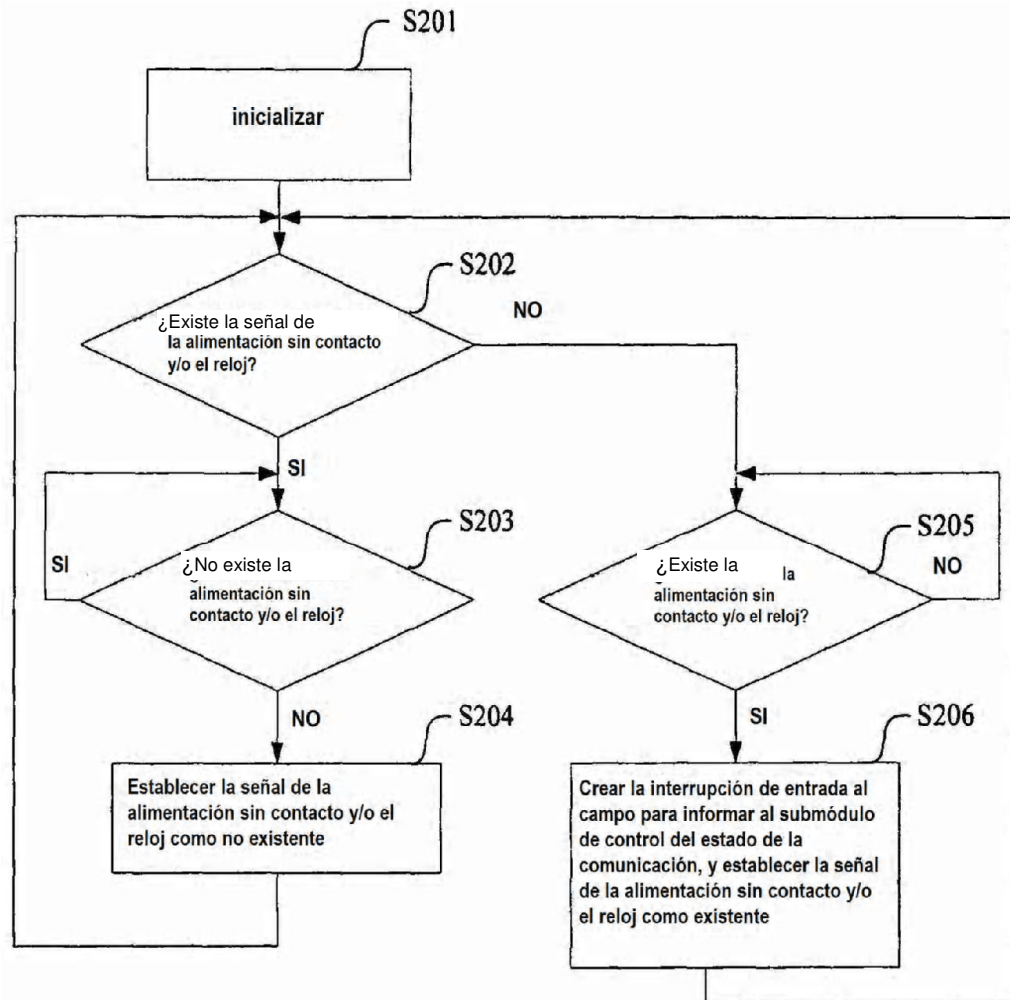 S201
inicializar
S202
NO
¿Existe la señal de
la alimentación sin contacto
y/o el reloj?
SI
S203
SI
¿No existe la
alimentación sin
contacto y/o el reloj?
S205
NO
¿Existe la
la
alimentación sin
contacto y/o el reloj?
NO
S204
Establecer la señal de la
alimentación sin contacto y/o el
reloj como no existente
SI
S206
Crear la interrupción de entrada al
campo para informar al submódulo
de control del estado de la
comunicación, y establecer la señal
de la alimentación sin contacto y/o
el reloj como existente